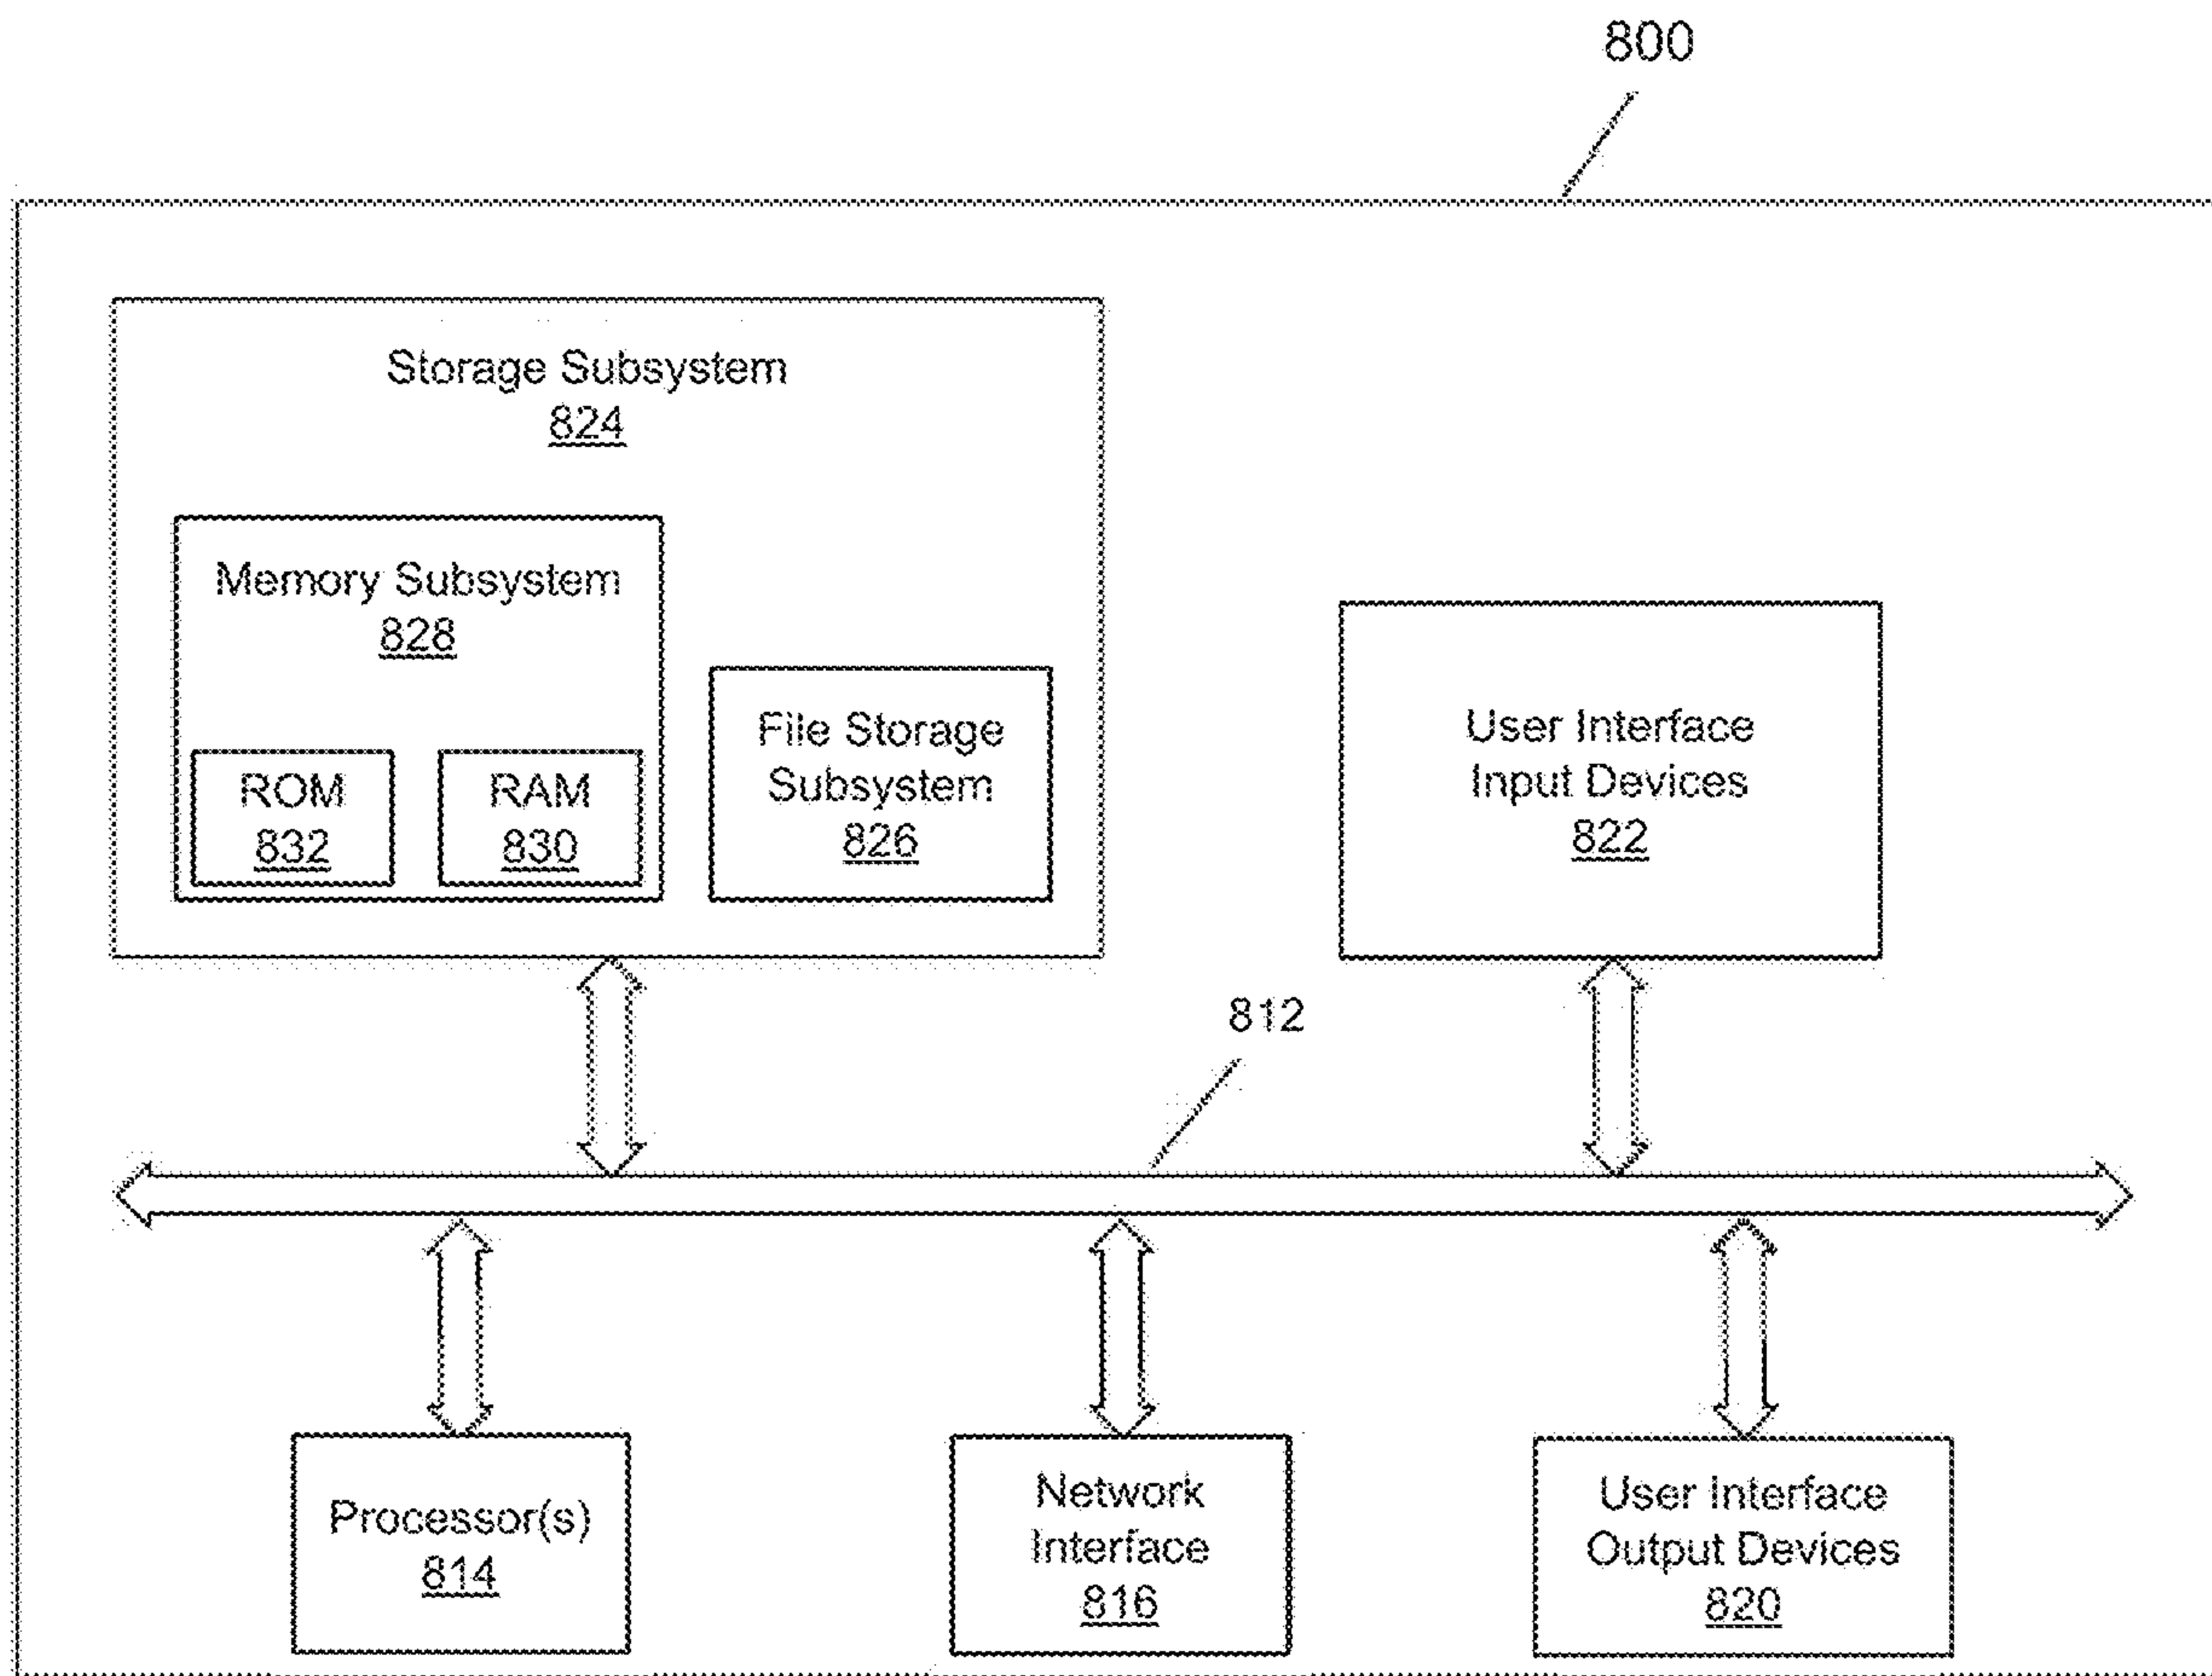 800
Storage Subsystem
824
Memory Subsystem
828
ROM
832
RAM
830
File Storage
Subsystem
826
User Interface
Input Devices
822
812
Processor(s)
814
Network
Interface
816
User Interface
Output Devices
820